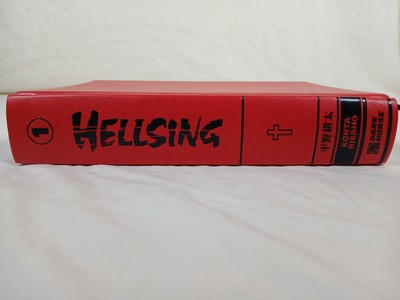 1
HELLSING
平野耕太
KOHTA
HIRANO
DARK
HORSE